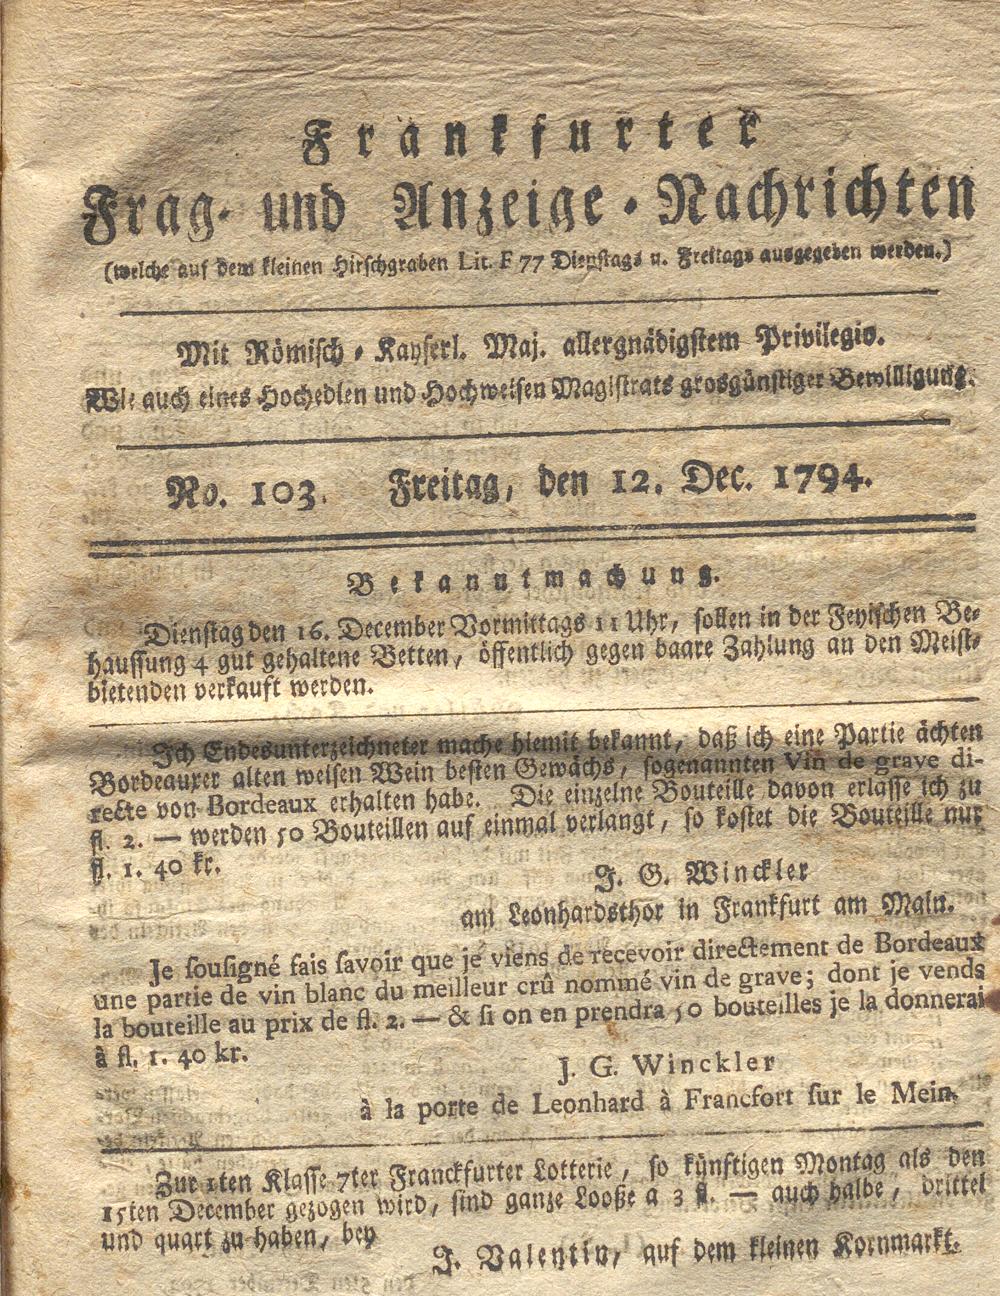 Frankfurter
Frag- und Anzeige-Nachrichten
(welche auf dem kleinen Hirschgraben Lit. F 77 Dienstags u. Freitags ausgegeben werden.)
Mit Römisch-Kayserl. Maj. allergnädigstem Privilegio.
Wie auch eines Hochedlen und Hochweisen Magistrats grosgünstiger Bewilligung.
No. 103. Freitag, den 12. Dec. 1794.
Bekanntmachung.
Dienstag den 16. December Vormittags 11 Uhr, sollen in der Feyischen Be-
haussung 4 gut gehaltene Betten, öffentlich gegen baare Zahlung an den Meist-
bietenden verkauft werden.
Ich Endesunterzeichneter mache hiemit bekannt, daß ich eine Partie ächten
Bordeauxer alten weisen Wein besten Gewächs, sogenannten Vin de grave di-
recte von Bordeaux erhalten habe. Die einzelne Bouteille davon erlasse ich zu
fl. 2. — werden 50 Bouteillen auf einmal verlangt, so kostet die Bouteille nur
fl. 1. 40 kr.
J. G. Winckler
am Leonhardsthor in Frankfurt am Main.
Je souſigné fais ſavoir que je viens de recevoir directement de Bordeaux
une partie de vin blanc du meilleur crû nommé vin de grave; dont je vends
la bouteille au prix de fl. 2. — & ſi on en prendra 50 bouteilles je la donnerai
à fl. 1. 40 kr.
J. G. Winckler
à la porte de Leonhard à Francfort ſur le Mein.
Zur 1ten Klasse 7ter Franckfurter Lotterie, so künftigen Montag als den
15ten December gezogen wird, sind ganze Looße a 3 fl. — auch halbe, drittel
und quart zu haben, bey
J. Valentin, auf dem kleinen Kornmarkt.